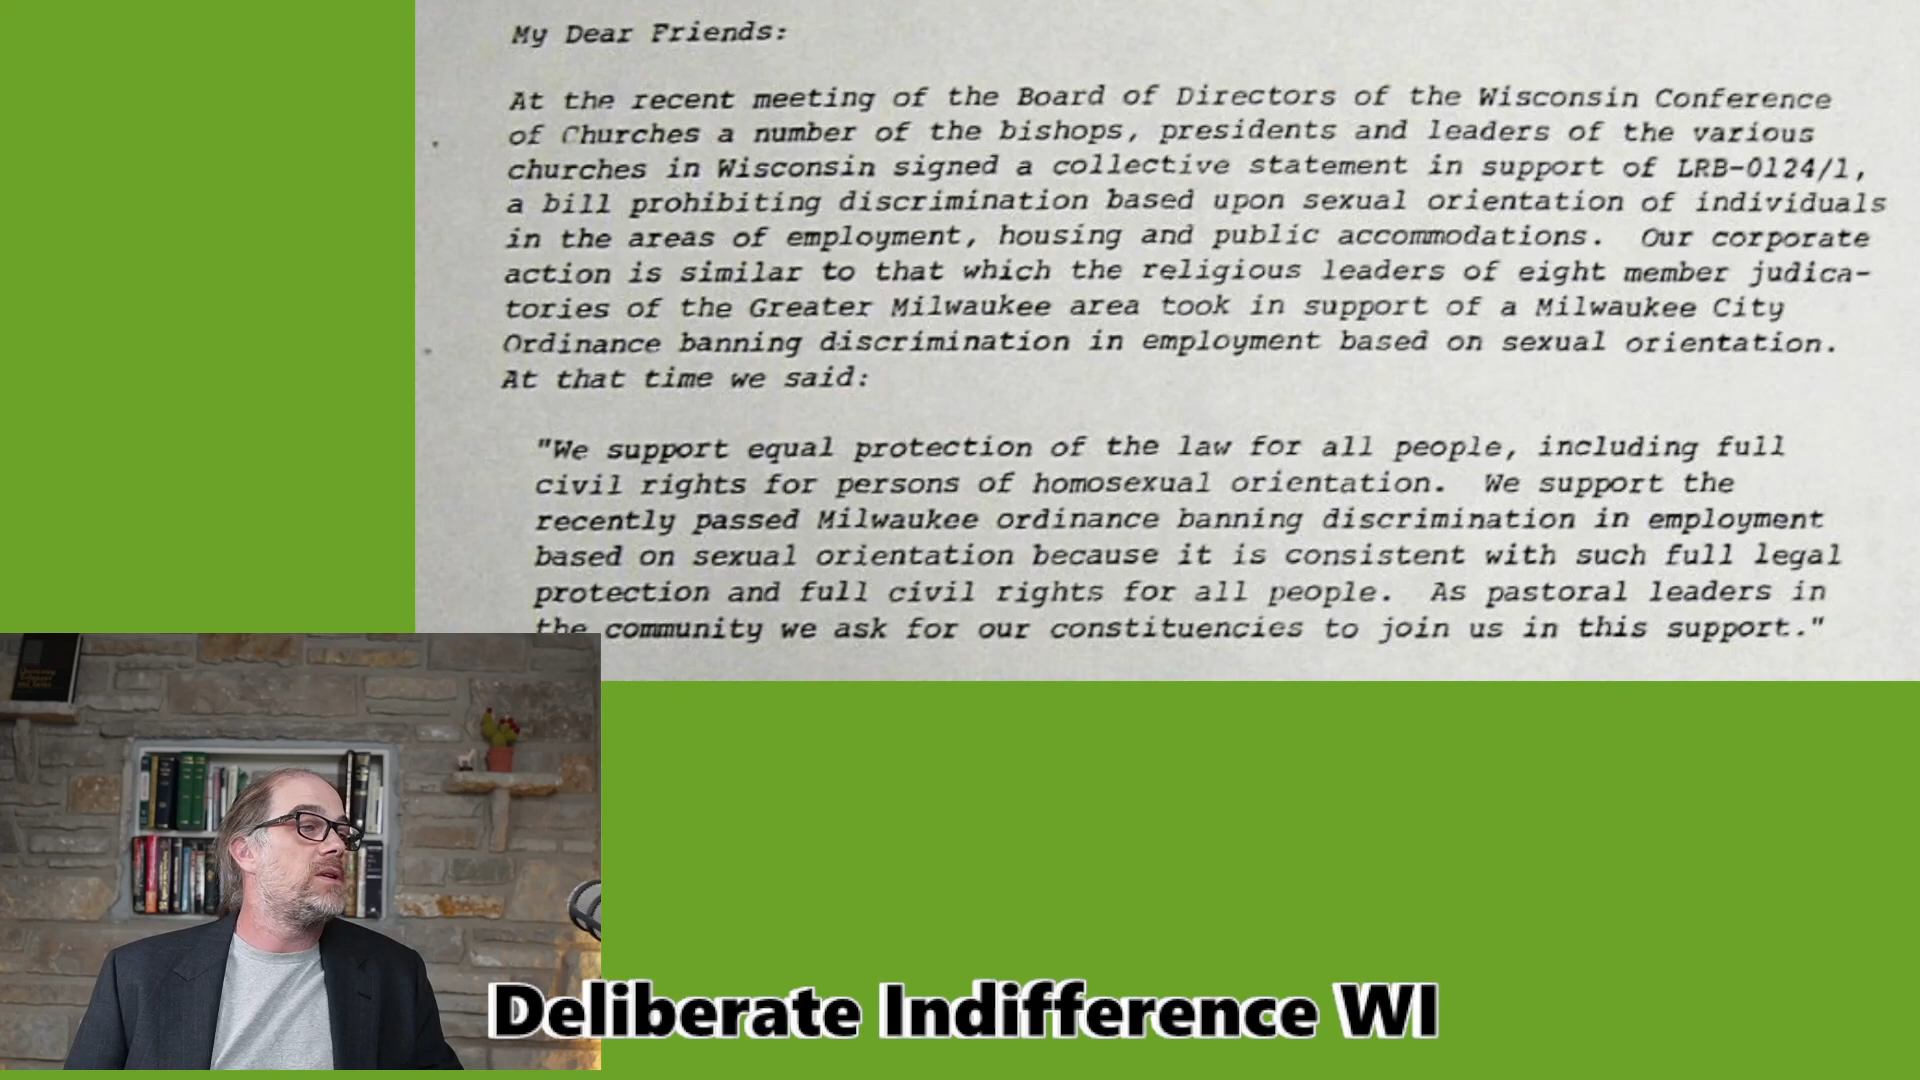 My Dear Friends:
At the recent meeting of the Board of Directors of the Wisconsin Conference
of Churches a number of the bishops, presidents and leaders of the various
churches in Wisconsin signed a collective statement in support of LRB-0124/1,
a bill prohibiting discrimination based upon sexual orientation of individuals
in the areas of employment, housing and public accommodations. Our corporate
action is similar to that which the religious leaders of eight member judica-
tories of the Greater Milwaukee area took in support of a Milwaukee City
Ordinance banning discrimination in employment based on sexual orientation.
At that time we said:
"We support equal protection of the law for all people, including full
civil rights for persons of homosexual orientation. We support the
recently passed Milwaukee ordinance banning discrimination in employment
based on sexual orientation because it is consistent with such full legal
protection and full civil rights for all people. As pastoral leaders in
the community we ask for our constituencies to join us in this support."
Deliberate Indifference WI